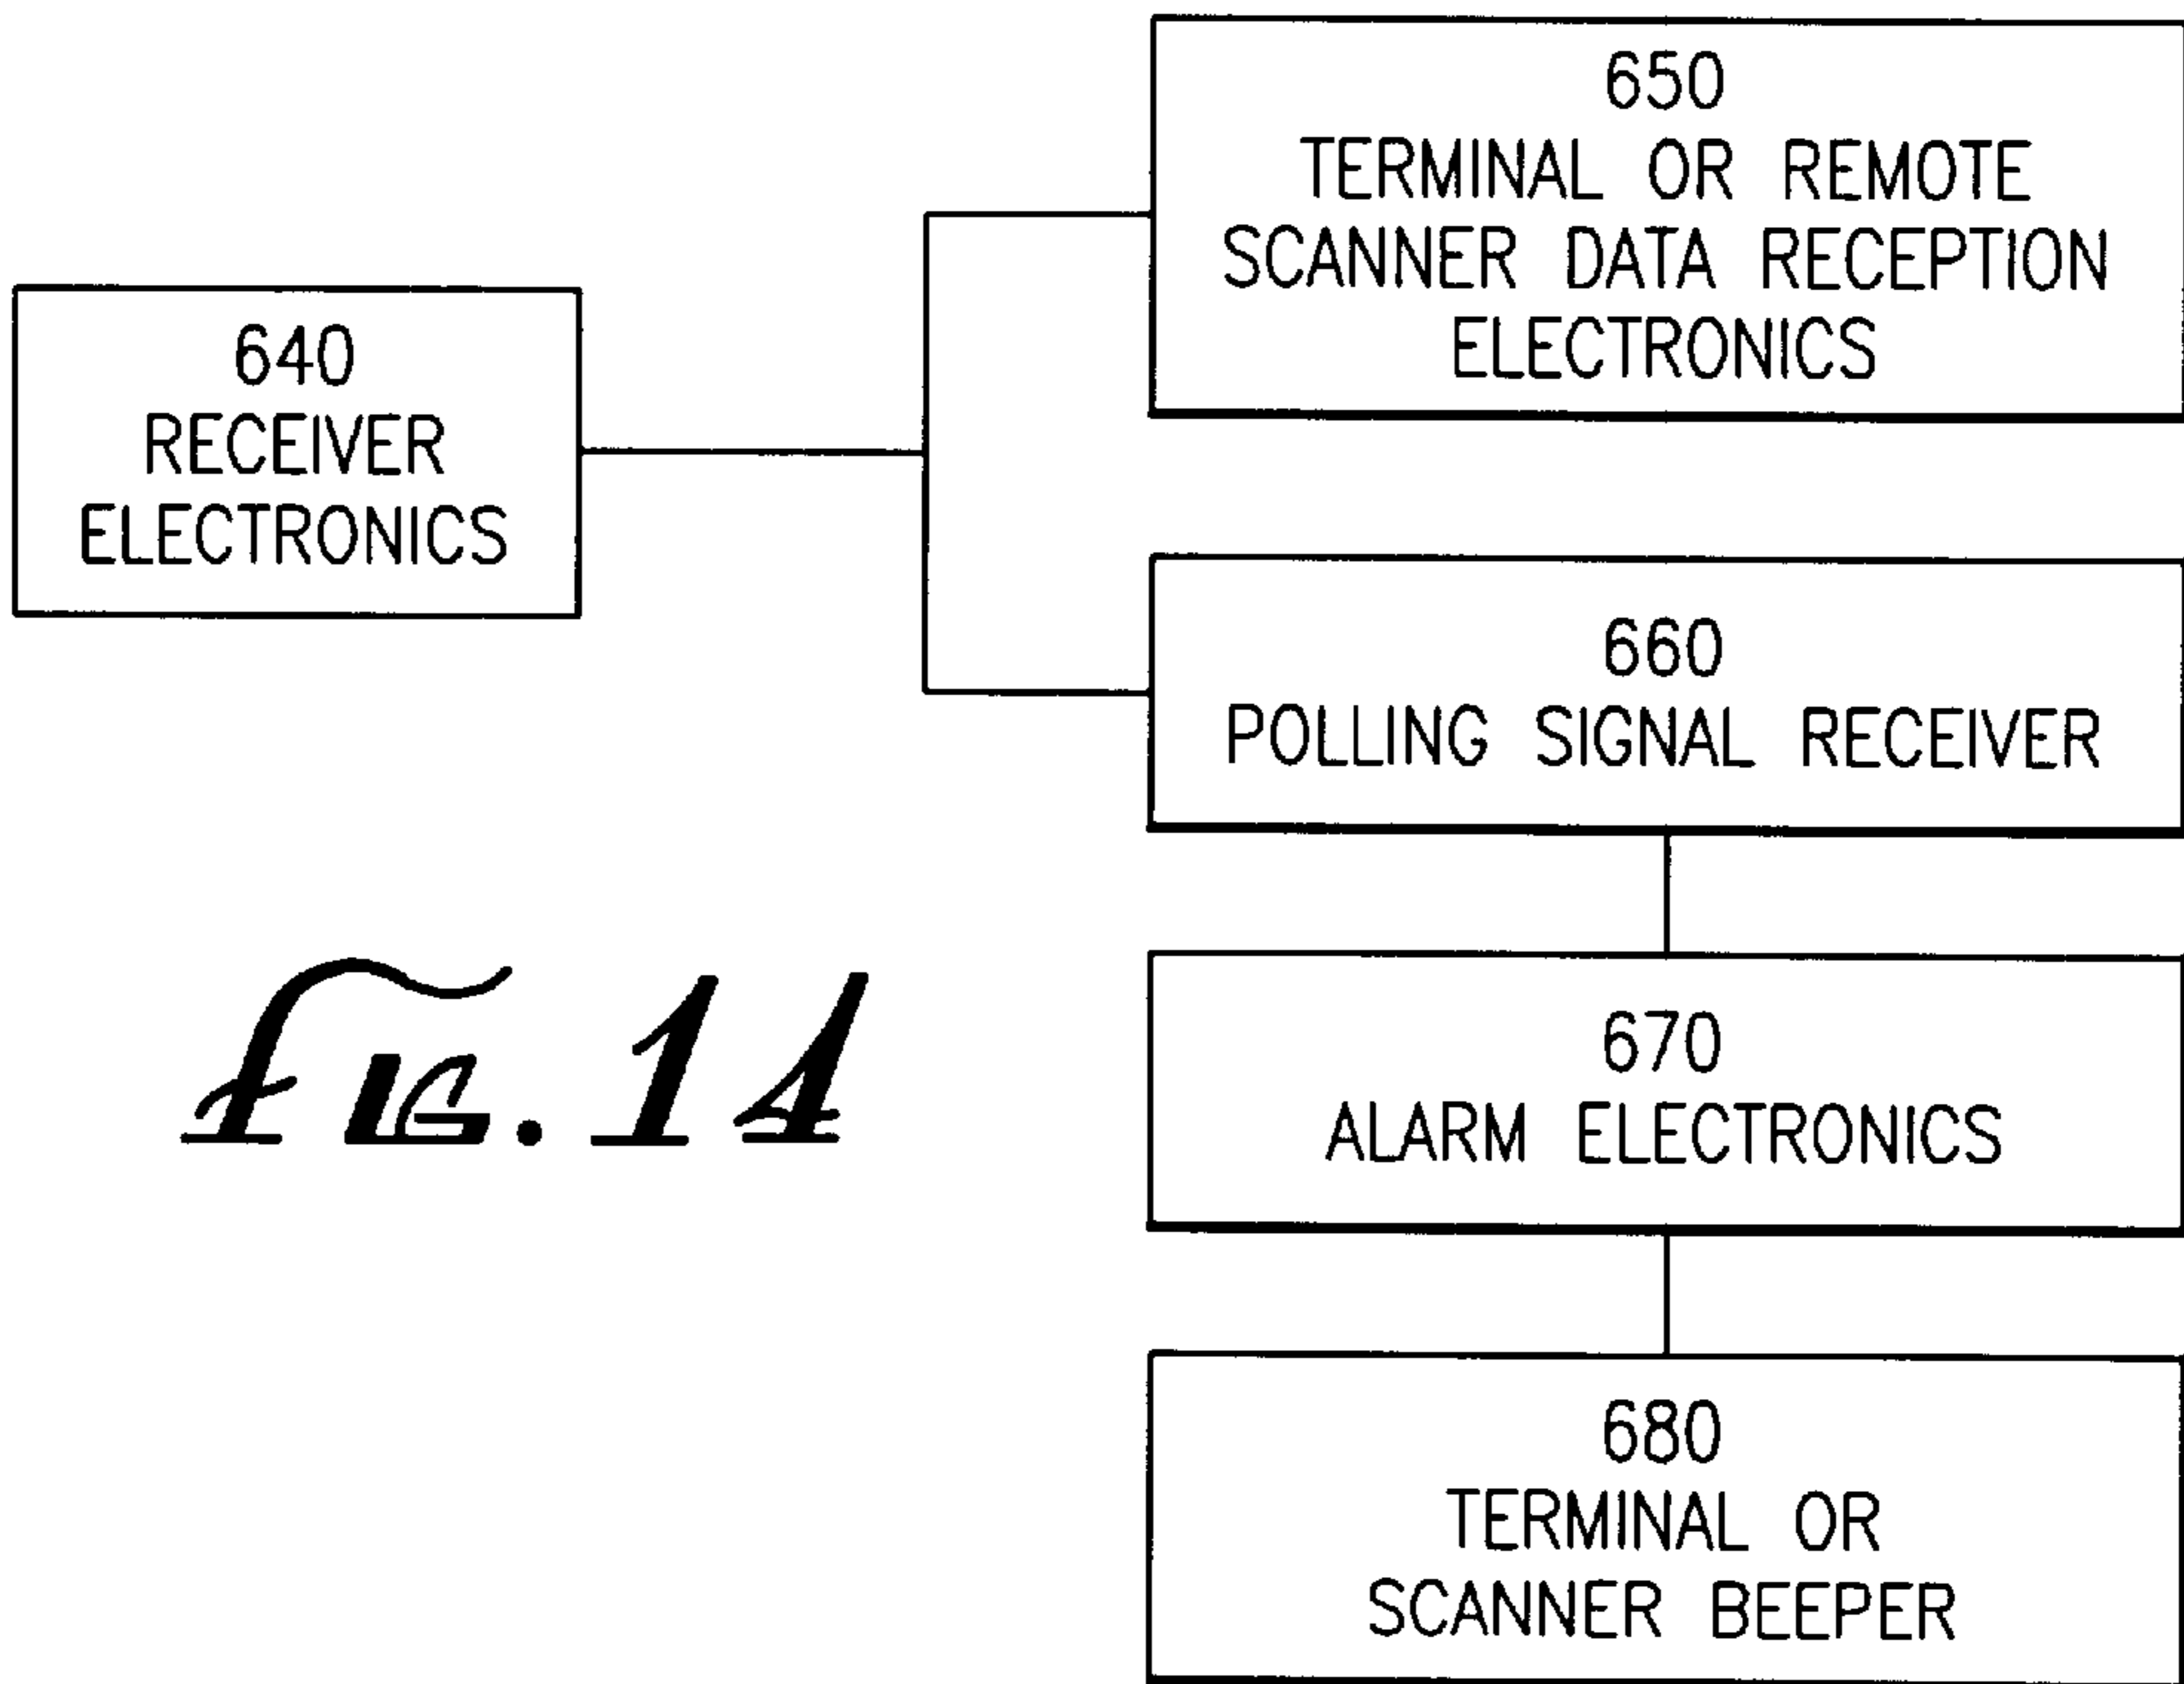 650
TERMINAL OR REMOTE
SCANNER DATA RECEPTION
ELECTRONICS
640
RECEIVER
ELECTRONICS
660
POLLING SIGNAL RECEIVER
670
ALARM ELECTRONICS
FIG. 14
680
TERMINAL OR
SCANNER BEEPER